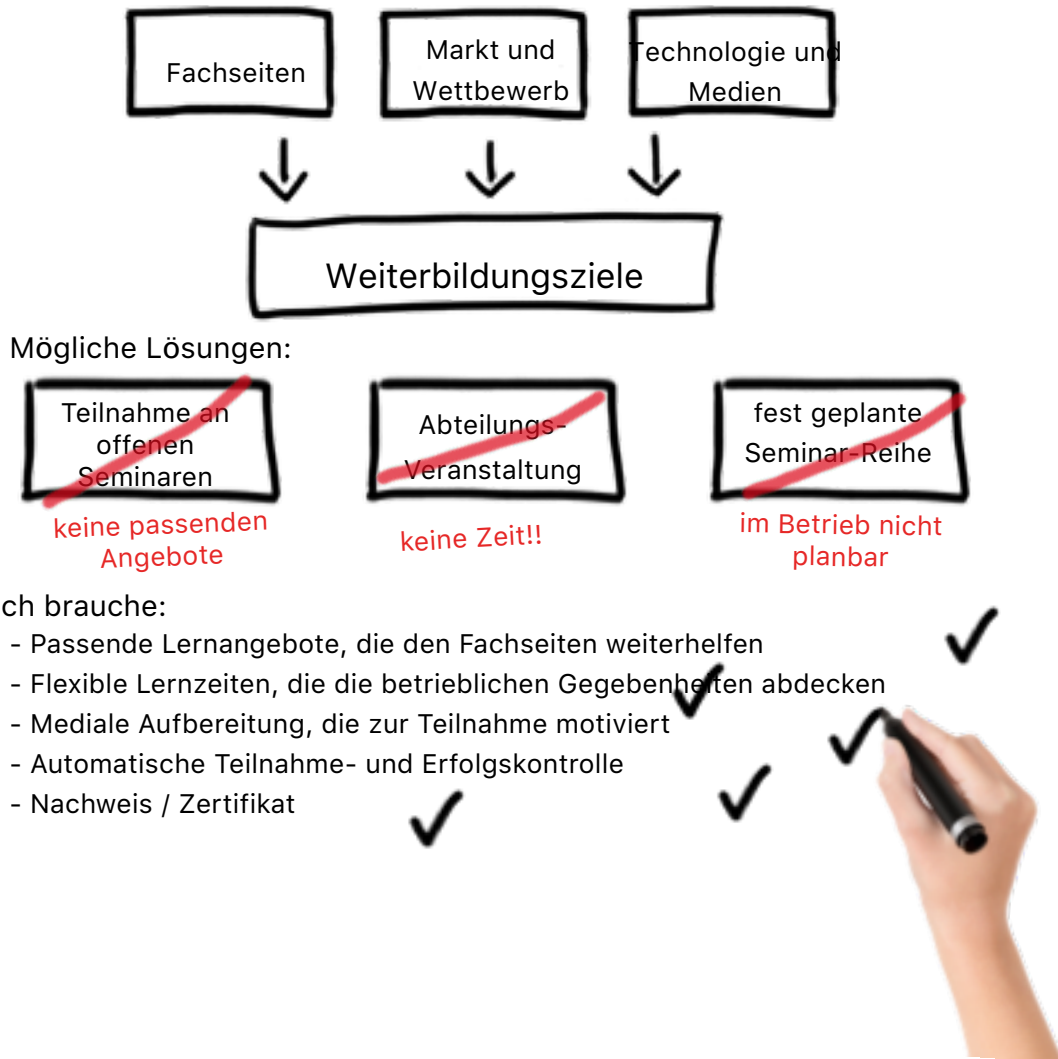 Fachseiten
Markt und
Wettbewerb
Technologie und
Medien
Weiterbildungsziele
Mögliche Lösungen:
Teilnahme an
offenen
Seminaren
Abteilungs-
Veranstaltung
fest geplante
Seminar-Reihe
keine passenden
Angebote
keine Zeit!!
im Betrieb nicht
planbar
ch brauche:
- Passende Lernangebote, die den Fachseiten weiterhelfen
- Flexible Lernzeiten, die die betrieblichen Gegebenheiten abdecken
- Mediale Aufbereitung, die zur Teilnahme motiviert
- Automatische Teilnahme- und Erfolgskontrolle
- Nachweis / Zertifikat